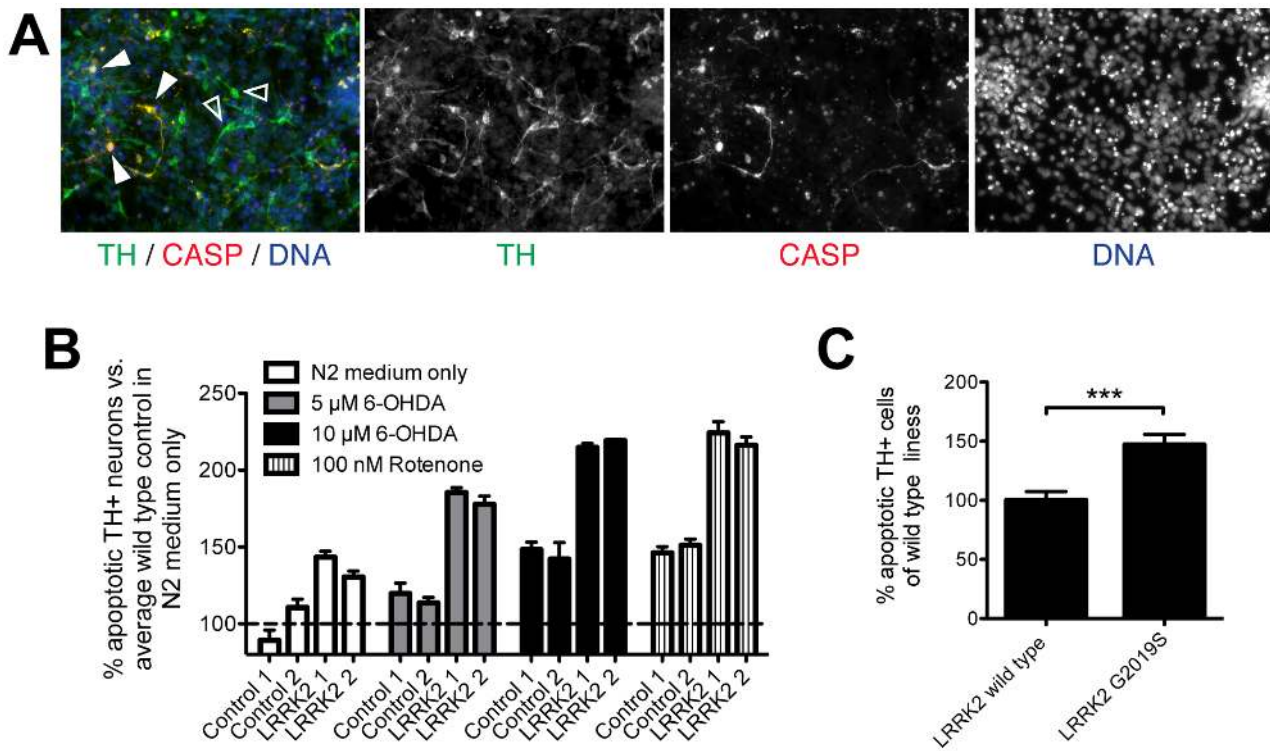 A
TH / CASP / DNA
TH
CASP
DNA
B
% apoptotic TH+ neurons vs.
average wild type control in
N2 medium only
250
200
150
100
N2 medium only
5 µM 6-OHDA
10 µM 6-OHDA
100 nM Rotenone
Control 1
Control 2
LRRK2 1
LRRK2 2
Control 1
Control 2
LRRK2 1
LRRK2 2
Control 1
Control 2
LRRK2 1
LRRK2 2
Control 1
Control 2
LRRK2 1
LRRK2 2
C
% apoptotic TH+ cells
of wild type liness
200
150
100
50
0
***
LRRK2 wild type
LRRK2 G2019S